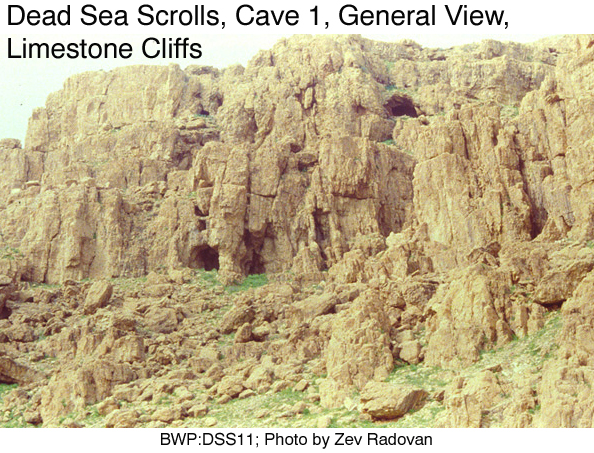 Dead Sea Scrolls, Cave 1, General View,
Limestone Cliffs
BWP:DSS11; Photo by Zev Radovan